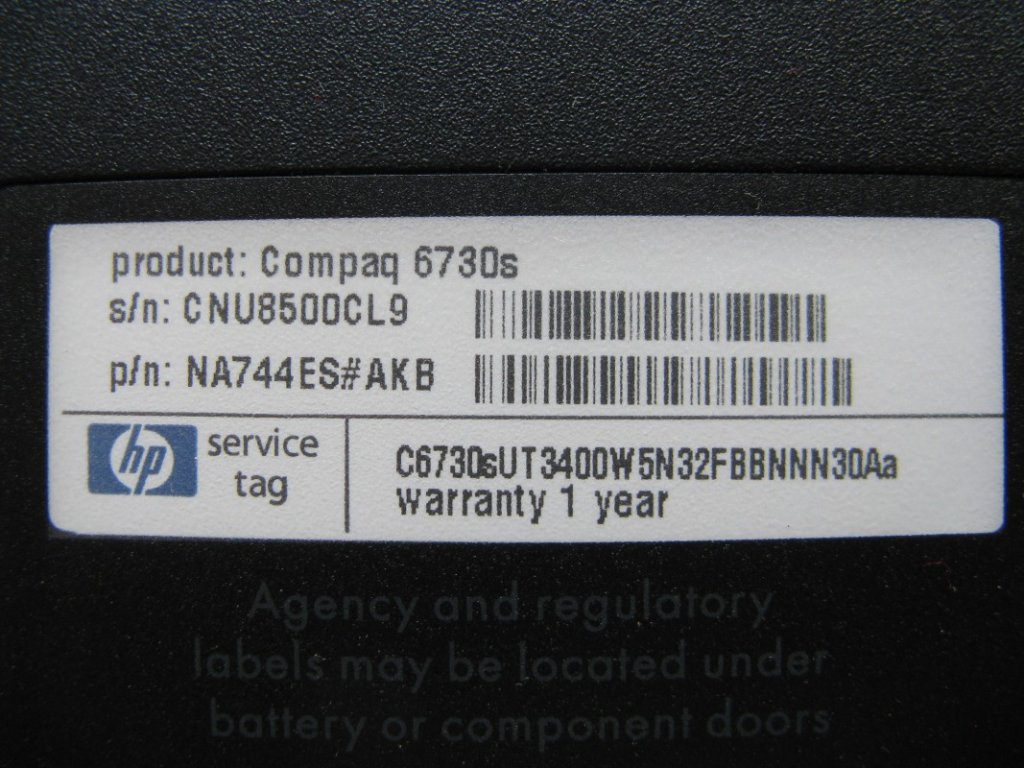 product: Compaq 6730s
s/n: CNU8500CL9
p/n: NA744ES#AKB
hp service
tag
C6730sUT3400W5N32FBBNNN30Aa
warranty 1 year
Agency and regulatory
labels may be located under
battery or component doors